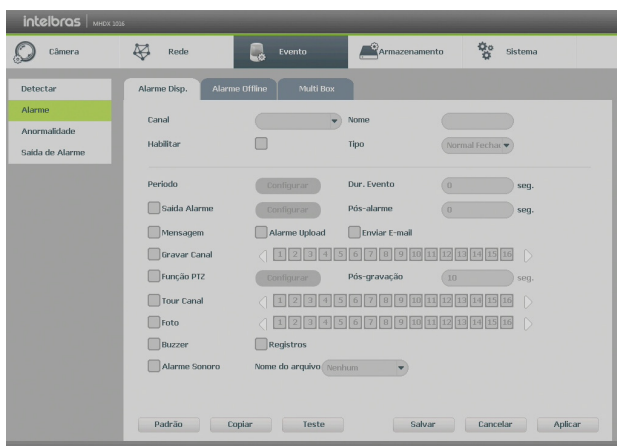 intelbras | MHDX 1016
Câmera Rede Evento Armazenamento Sistema
Detectar
Alarme
Anormalidade
Saída de Alarme
Alarme Disp. Alarme Offline Multi Box
Canal Nome
Habilitar Tipo Normal Fechac
Período Configurar Dur. Evento 0 seg.
Saída Alarme Configurar Pós-alarme 0 seg.
Mensagem Alarme Upload Enviar E-mail
Gravar Canal 1 2 3 4 5 6 7 8 9 10 11 12 13 14 15 16
Função PTZ Configurar Pós-gravação 10 seg.
Tour Canal 1 2 3 4 5 6 7 8 9 10 11 12 13 14 15 16
Foto 1 2 3 4 5 6 7 8 9 10 11 12 13 14 15 16
Buzzer Registros
Alarme Sonoro Nome do arquivo Nenhum
Padrão Copiar Teste Salvar Cancelar Aplicar